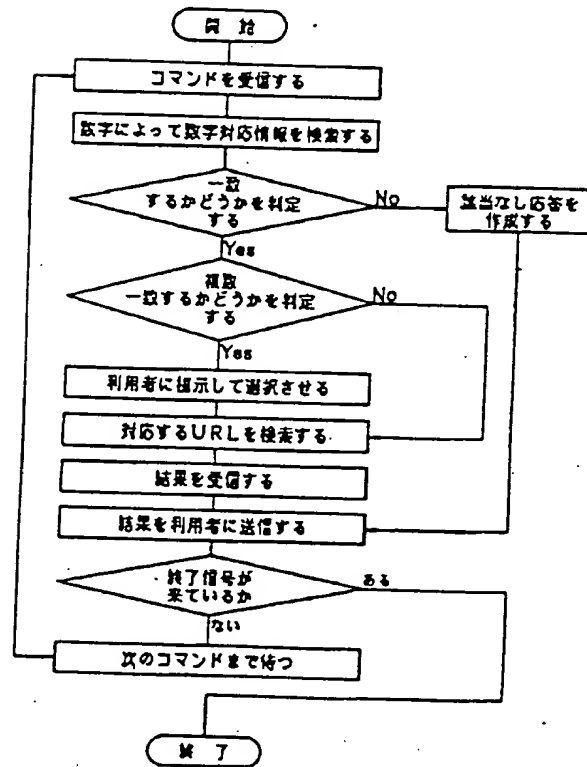 開始
コマンドを受信する
数字によって数字対応情報を検索する
一致
するかどうかを判定
する
No
該当なし応答を
作成する
Yes
複数
一致するかどうかを判定
する
No
Yes
利用者に提示して選択させる
対応するURLを検索する
結果を受信する
結果を利用者に送信する
終了信号が
来ているか
ある
ない
次のコマンドまで待つ
終了